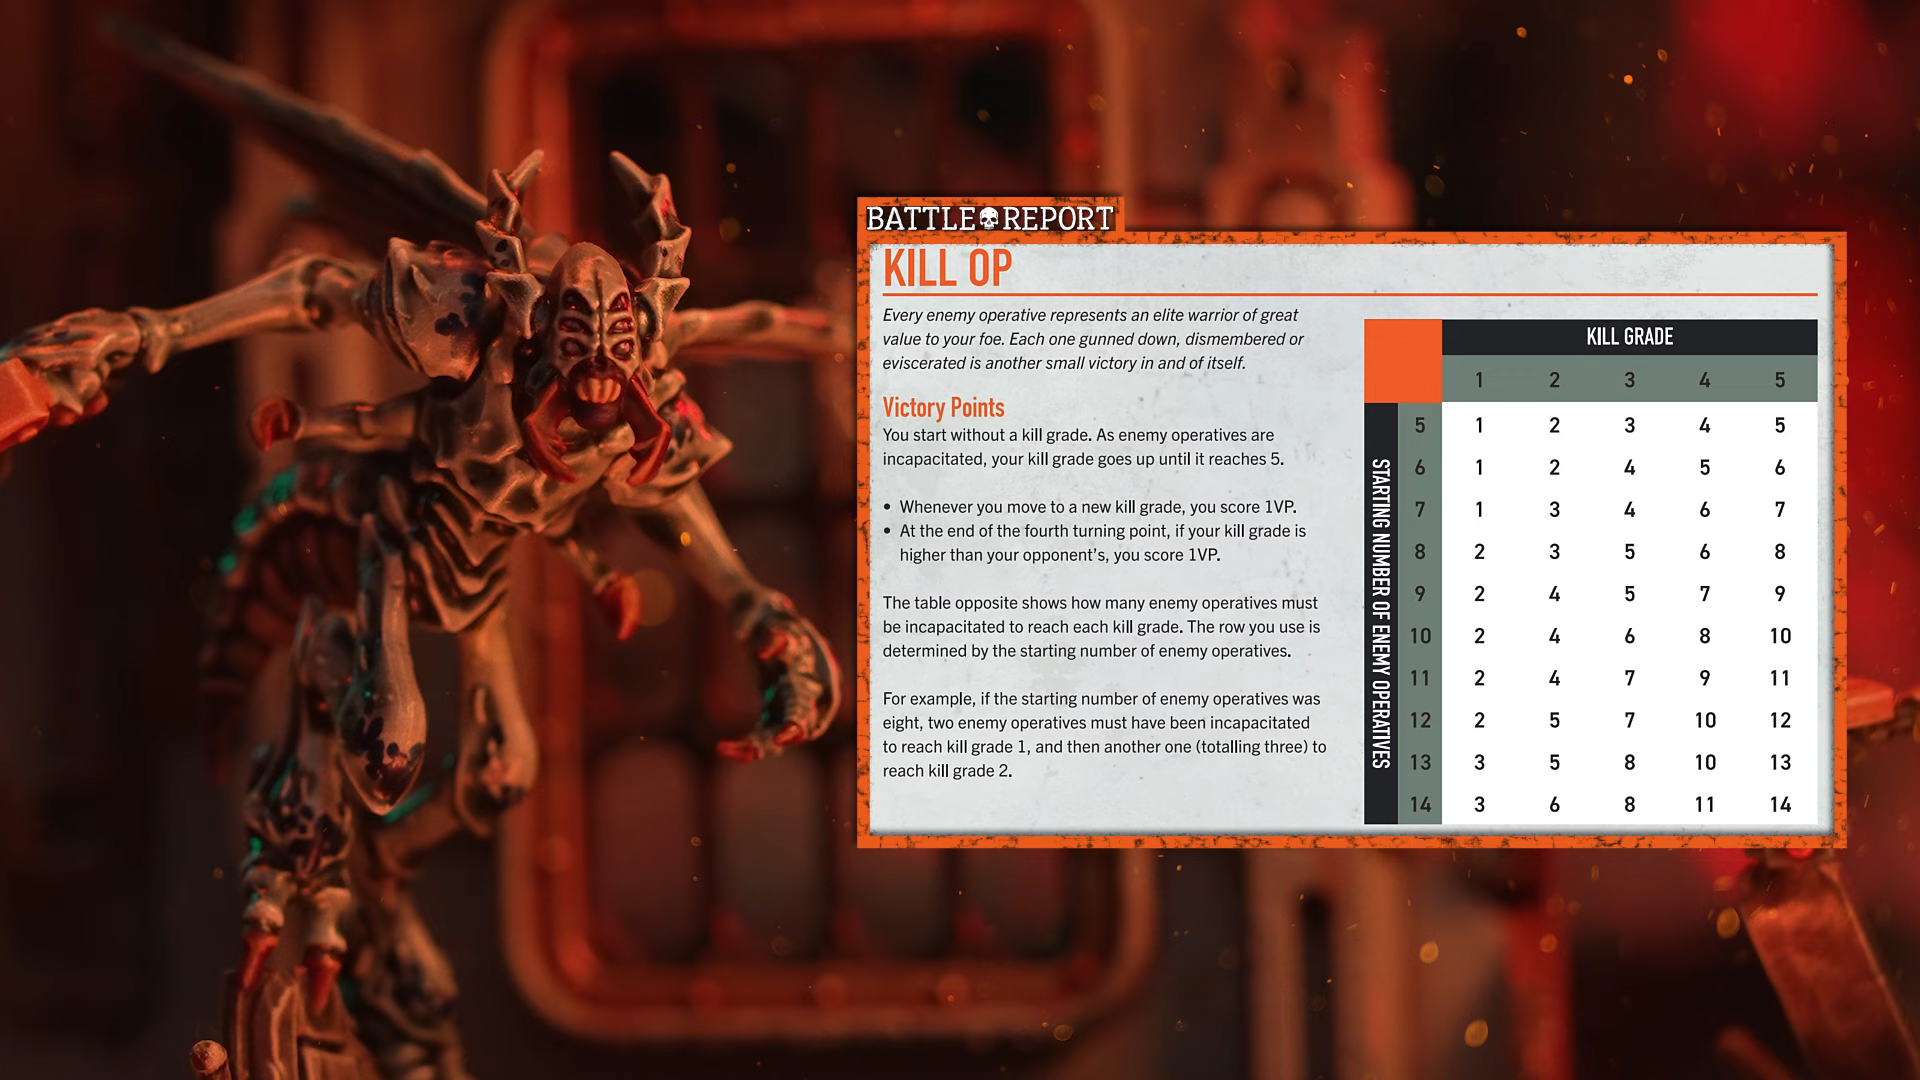 BATTLE REPORT
KILL OP
Every enemy operative represents an elite warrior of great
value to your foe. Each one gunned down, dismembered or
eviscerated is another small victory in and of itself.
Victory Points
You start without a kill grade. As enemy operatives are
incapacitated, your kill grade goes up until it reaches 5.
• Whenever you move to a new kill grade, you score 1VP.
• At the end of the fourth turning point, if your kill grade is
higher than your opponent's, you score 1VP.
The table opposite shows how many enemy operatives must
be incapacitated to reach each kill grade. The row you use is
determined by the starting number of enemy operatives.
For example, if the starting number of enemy operatives was
eight, two enemy operatives must have been incapacitated
to reach kill grade 1, and then another one (totalling three) to
reach kill grade 2.
KILL GRADE
1 2 3 4 5
STARTING NUMBER OF ENEMY OPERATIVES
5 1 2 3 4 5
6 1 2 4 5 6
7 1 3 4 6 7
8 2 3 5 6 8
9 2 4 5 7 9
10 2 4 6 8 10
11 2 4 7 9 11
12 2 5 7 10 12
13 3 5 8 10 13
14 3 6 8 11 14